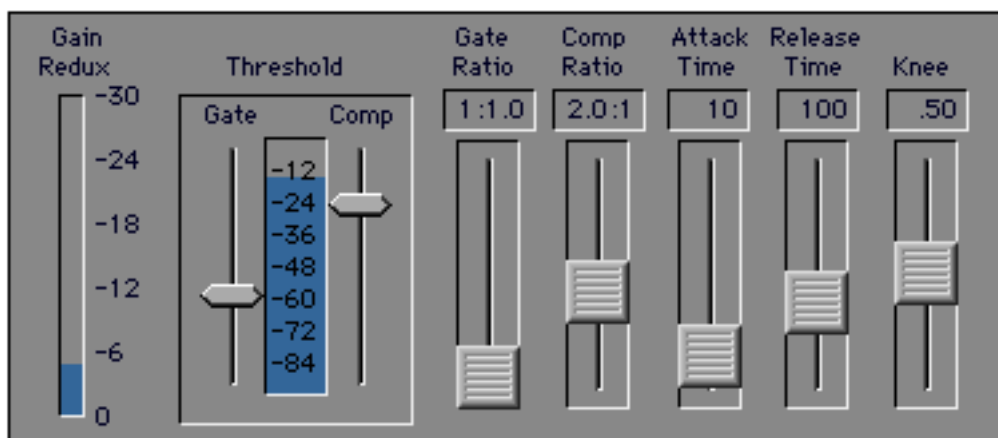 Gain
Redux
-30
-24
-18
-12
-6
0
Threshold
Gate
Comp
-12
-24
-36
-48
-60
-72
-84
Gate
Ratio
1:1.0
Comp
Ratio
2.0:1
Attack
Time
10
Release
Time
100
Knee
.50